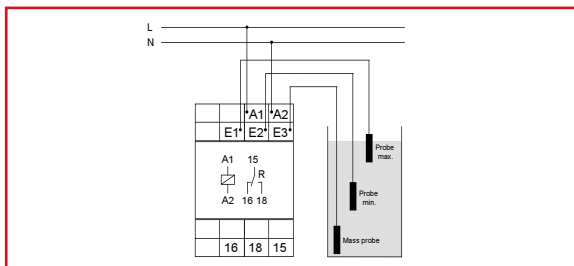 L
N
A1 A2
E1 E2 E3
A1 15
R
A2 16 18
16 18 15
Probe
max.
Probe
min.
Mass probe